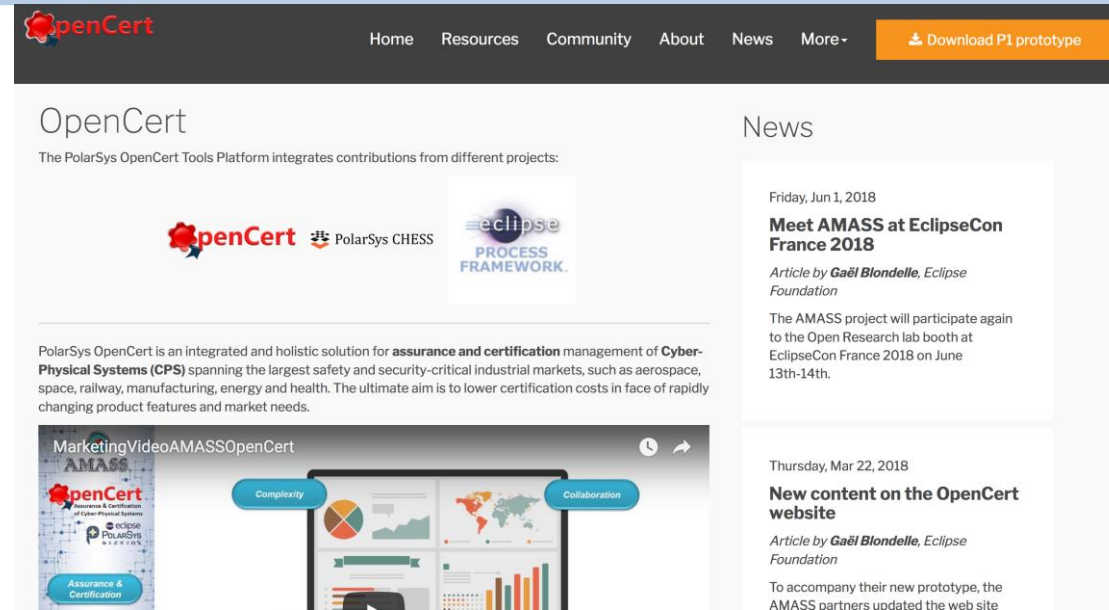 OpenCert
Home Resources Community About News More
Download P1 prototype
OpenCert
The PolarSys OpenCert Tools Platform integrates contributions from different projects:
OpenCert
PolarSys CHESS
eclipse
PROCESS
FRAMEWORK.
PolarSys OpenCert is an integrated and holistic solution for assurance and certification management of Cyber-
Physical Systems (CPS) spanning the largest safety and security-critical industrial markets, such as aerospace,
space, railway, manufacturing, energy and health. The ultimate aim is to lower certification costs in face of rapidly
changing product features and market needs.
MarketingVideoAMASSOpenCert
AMASS
OpenCert
Assurance & Certification
of Cyber-Physical Systems
eclipse
POLARSYS
Assurance &
Certification
Complexity
Collaboration
News
Friday, Jun 1, 2018
Meet AMASS at EclipseCon
France 2018
Article by Gaël Blondelle, Eclipse
Foundation
The AMASS project will participate again
to the Open Research lab booth at
EclipseCon France 2018 on June
13th-14th.
Thursday, Mar 22, 2018
New content on the OpenCert
website
Article by Gaël Blondelle, Eclipse
Foundation
To accompany their new prototype, the
AMASS partners updated the web site